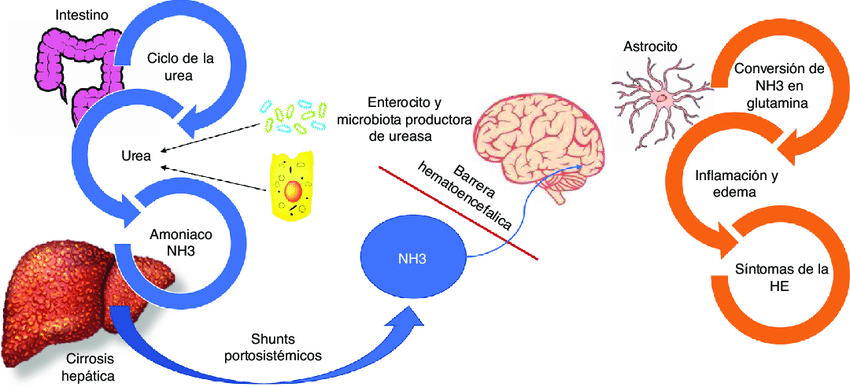 Intestino
Ciclo de la
urea
Urea
Amoniaco
NH3
Cirrosis
hepática
Shunts
portosistémicos
Enterocito y
microbiota productora
de ureasa
Barrera
hematoencefalica
NH3
Astrocito
Conversión de
NH3 en
glutamina
Inflamación y
edema
Síntomas de la
HE